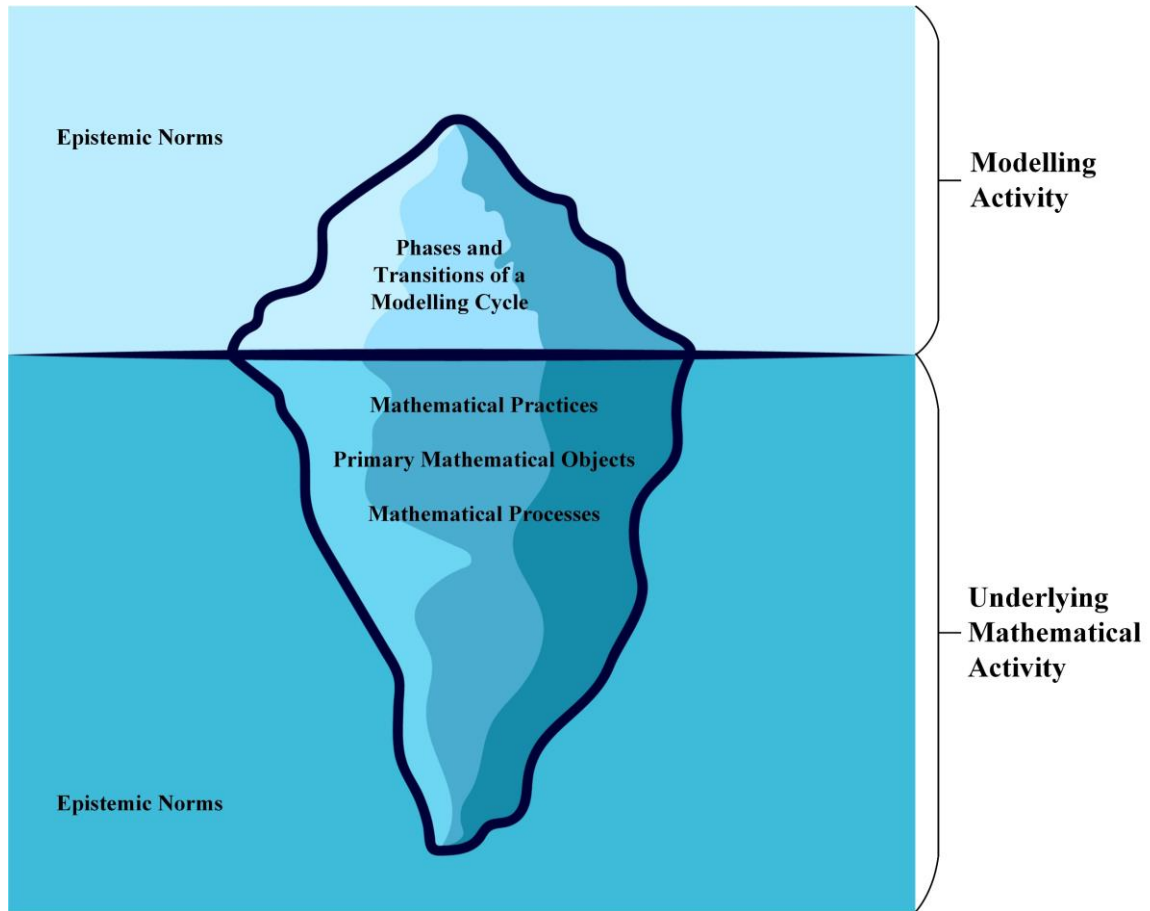 Epistemic Norms
Phases and
Transitions of a
Modelling Cycle
Modelling
Activity
Mathematical Practices
Primary Mathematical Objects
Mathematical Processes
Underlying
Mathematical
Activity
Epistemic Norms